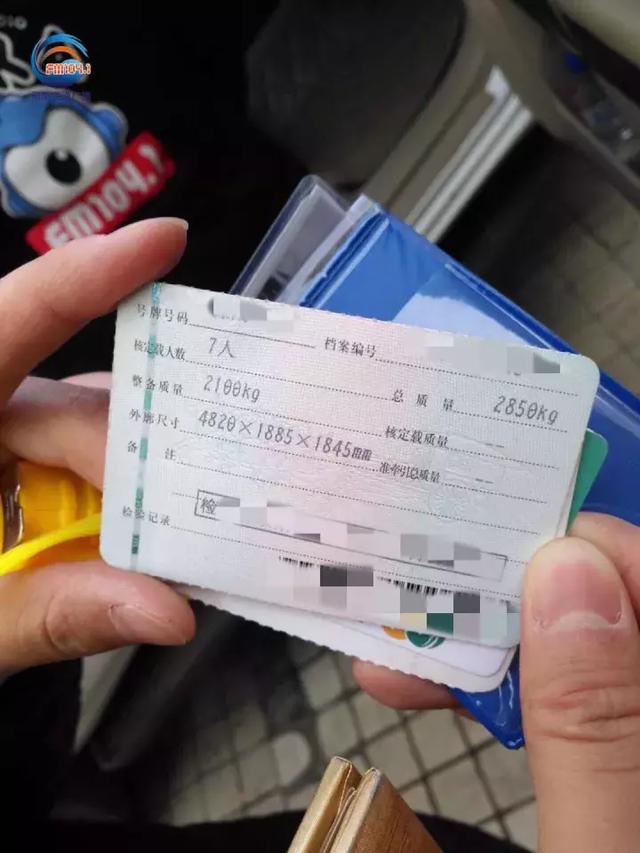 FM104.1
FM104.1
号牌号码
档案编号
核定载人数 7人
整备质量 2100kg 总质量 2850kg
外廓尺寸 4820×1885×1845mm 核定载质量 --
备注 准牵引总质量 --
检
检验记录